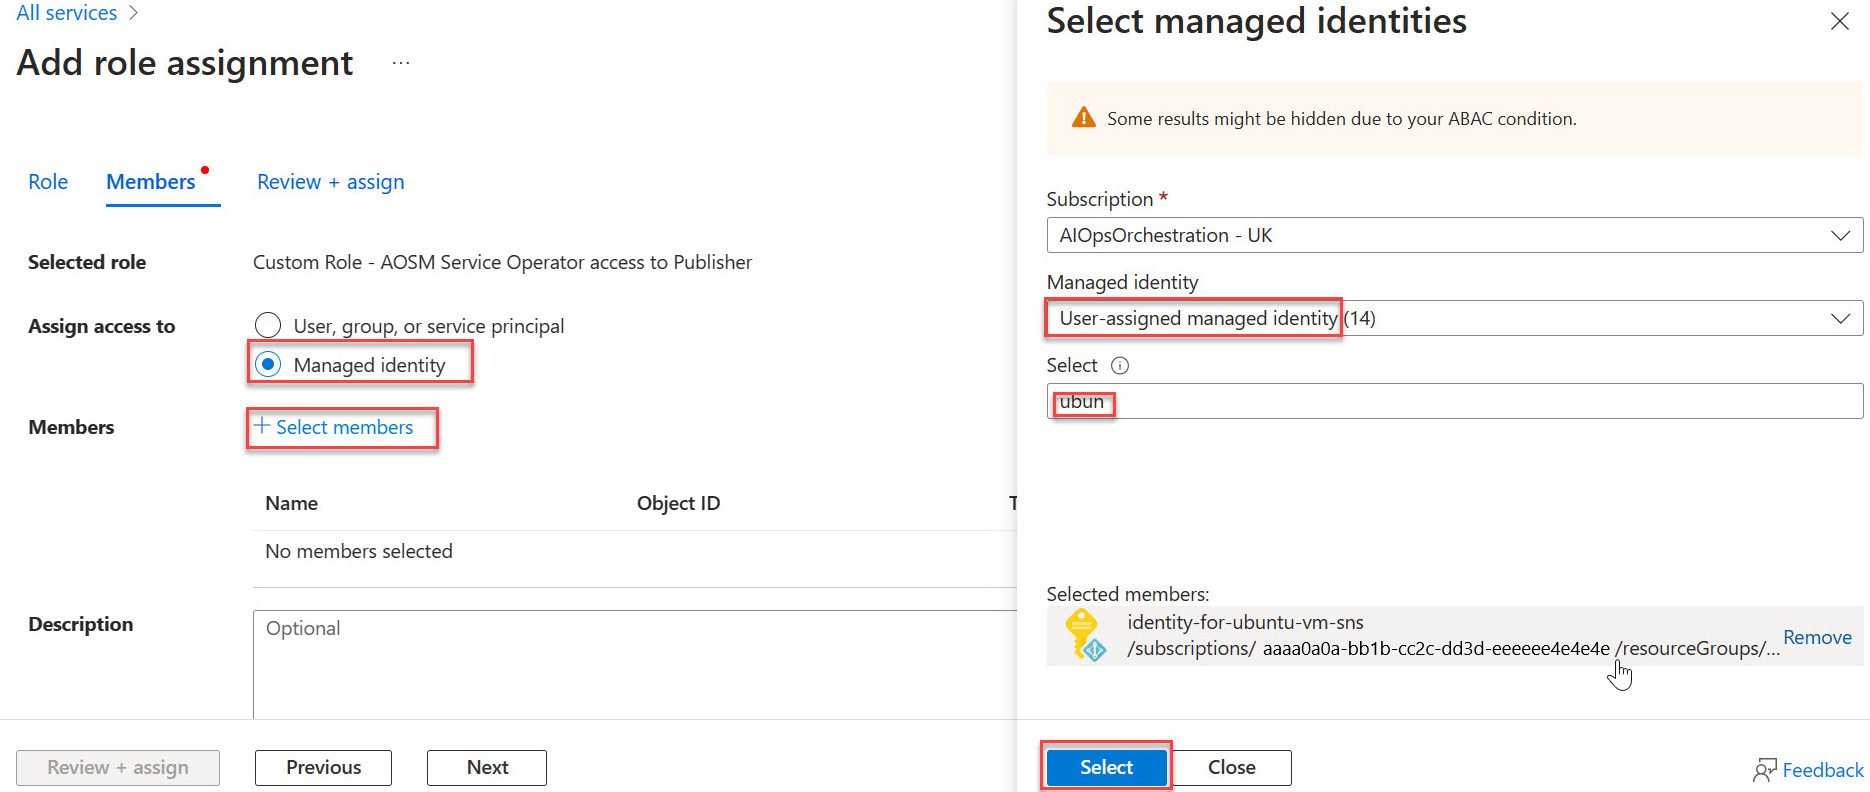 All services >
Add role assignment ...
Role
Members
Review + assign
Selected role
Custom Role - AOSM Service Operator access to Publisher
Assign access to
User, group, or service principal
Managed identity
Members
+ Select members
Name
Object ID
T
No members selected
Description
Optional
Review + assign
Previous
Next
Select managed identities
Some results might be hidden due to your ABAC condition.
Subscription *
AIOpsOrchestration - UK
Managed identity
User-assigned managed identity (14)
Select
ubun
Selected members:
identity-for-ubuntu-vm-sns
/subscriptions/ aaaa0a0a-bb1b-cc2c-dd3d-eeeeee4e4e4e /resourceGroups/...
Remove
Select
Close
Feedback